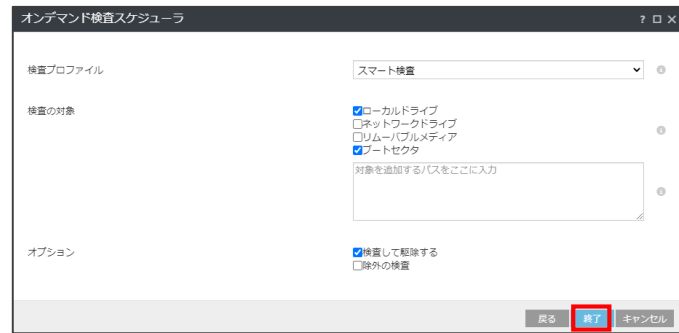 オンデマンド検査スケジューラ
検査プロファイル
スマート検査
検査の対象
ローカルドライブ
ネットワークドライブ
リムーバブルメディア
ブートセクタ
対象を追加するパスをここに入力
オプション
検査して駆除する
除外の検査
戻る 終了 キャンセル